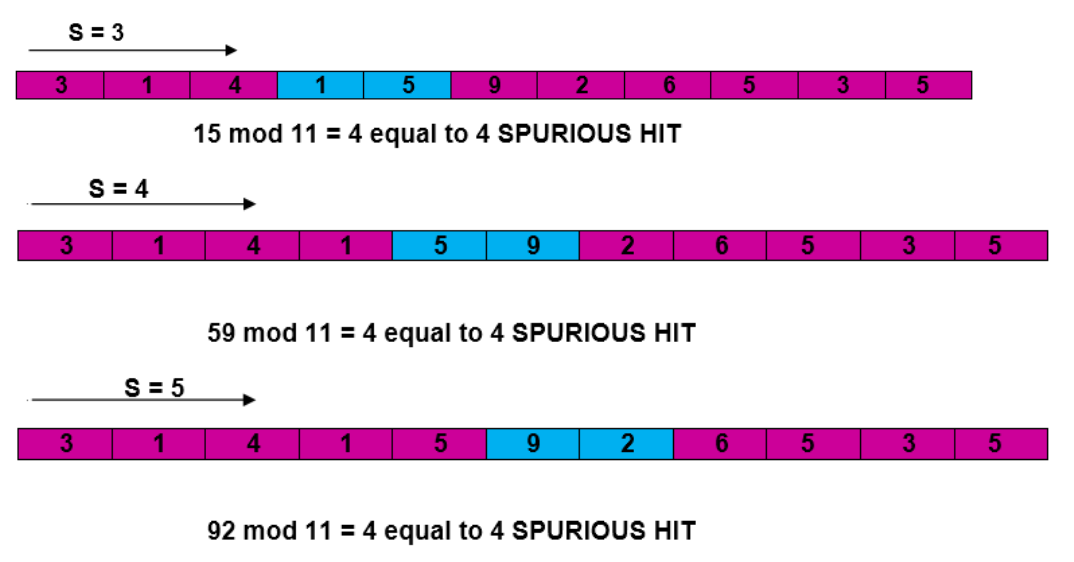 S = 3
3 1 4 1 5 9 2 6 5 3 5
15 mod 11 = 4 equal to 4 SPURIOUS HIT
S = 4
3 1 4 1 5 9 2 6 5 3 5
59 mod 11 = 4 equal to 4 SPURIOUS HIT
S = 5
3 1 4 1 5 9 2 6 5 3 5
92 mod 11 = 4 equal to 4 SPURIOUS HIT